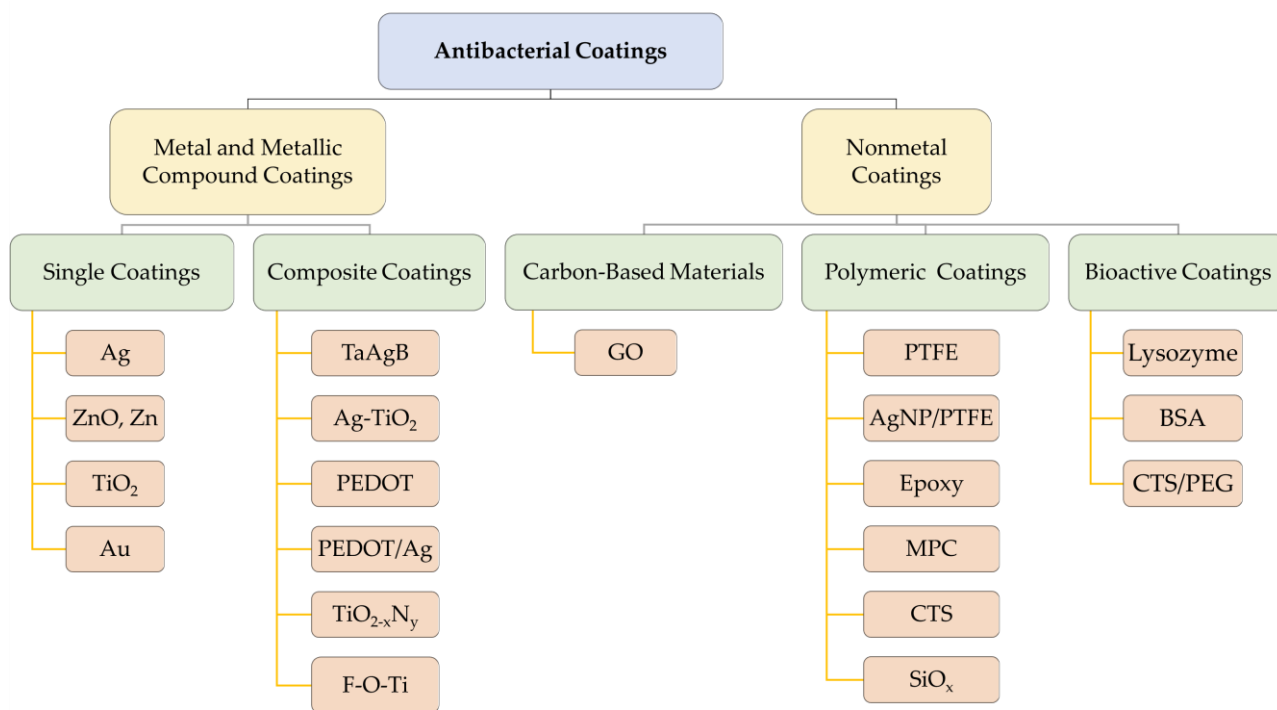 Antibacterial Coatings
Metal and Metallic
Compound Coatings
Nonmetal
Coatings
Single Coatings
Composite Coatings
Carbon-Based Materials
Polymeric Coatings
Bioactive Coatings
Ag
ZnO, Zn
TiO₂
Au
TaAgB
Ag-TiO₂
PEDOT
PEDOT/Ag
TiO₂₋ₓNᵧ
F-O-Ti
GO
PTFE
AgNP/PTFE
Epoxy
MPC
CTS
SiOₓ
Lysozyme
BSA
CTS/PEG